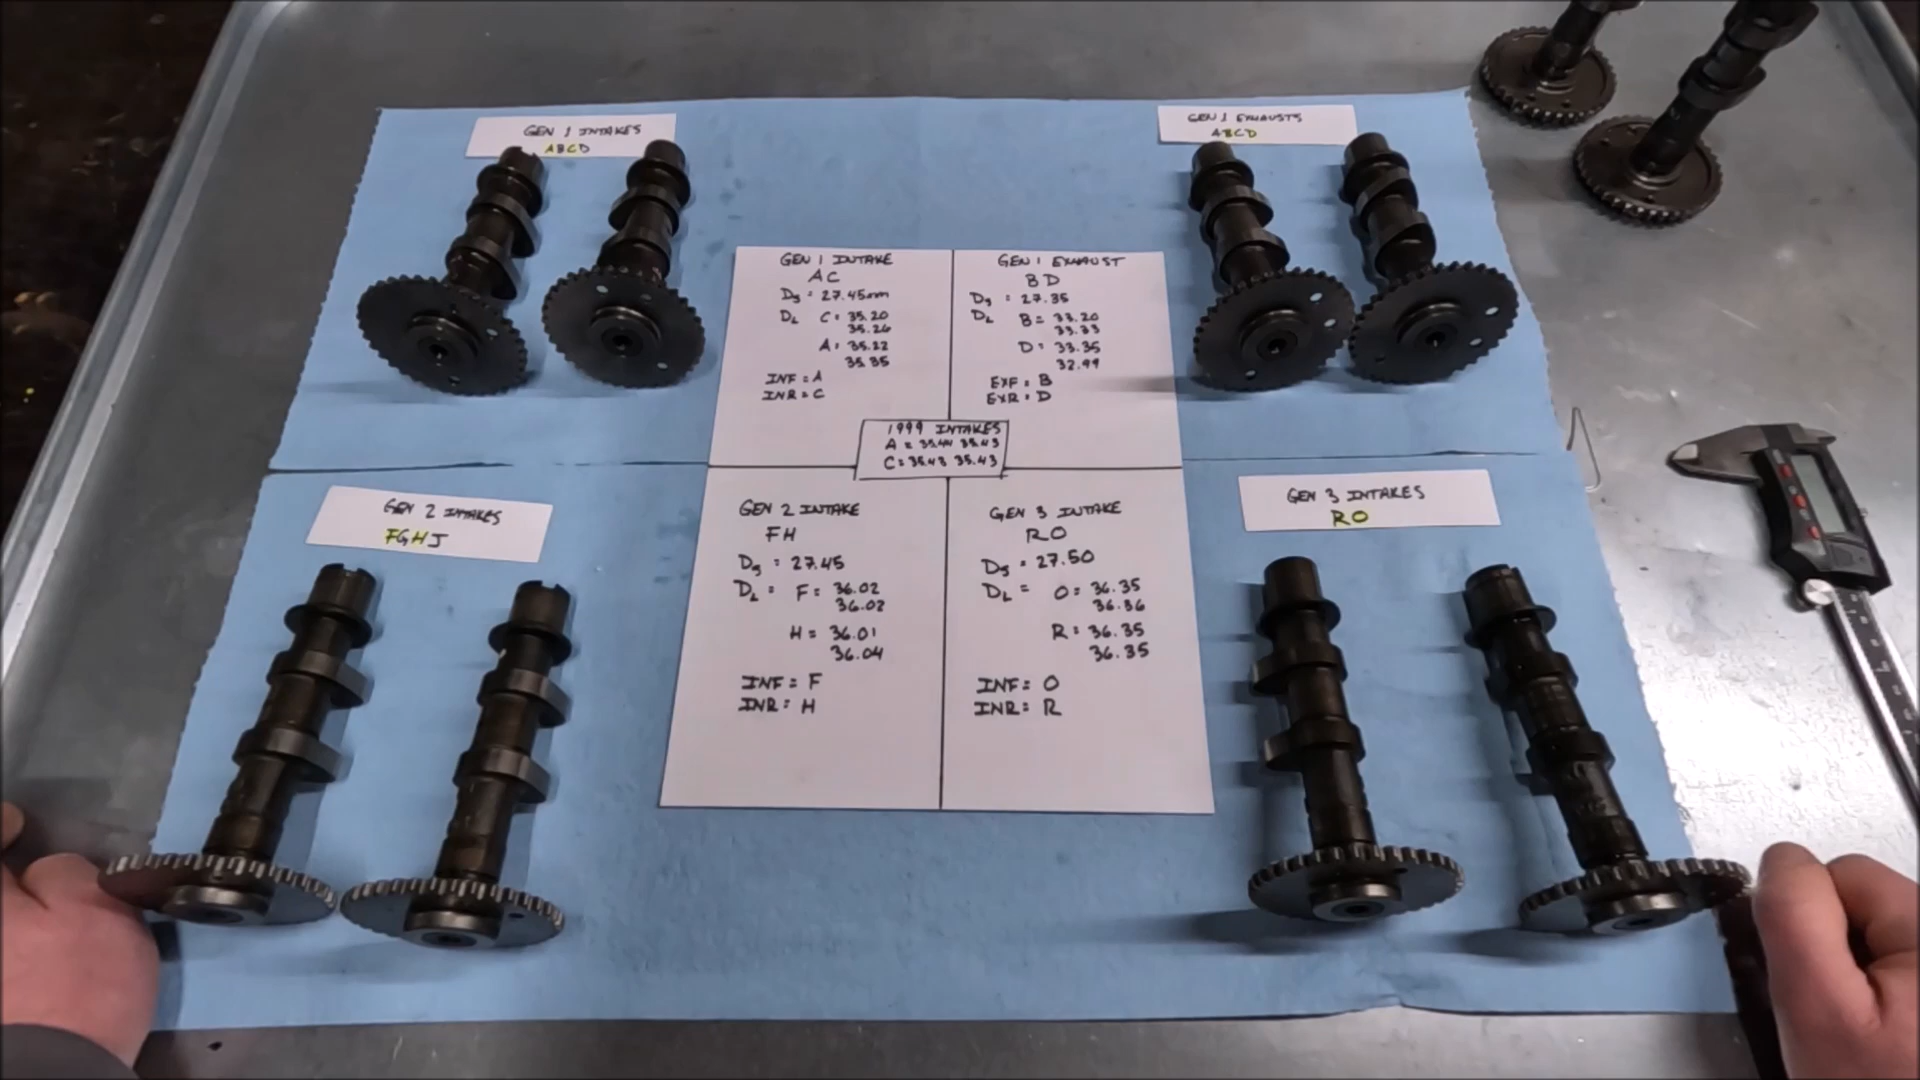 GEN 1 INTAKES
ABCD
GEN 1 EXHAUSTS
ABCD
GEN 1 INTAKE
AC
Ds = 27.45mm
DL C = 35.20
35.26
A = 35.22
35.35
INF = A
INR = C
GEN 1 EXHAUST
BD
Ds = 27.35
DL B = 33.20
33.33
D = 33.35
32.99
EXF = B
EXR = D
1999 INTAKES
A = 35.44 35.43
C = 35.43 35.43
GEN 2 INTAKES
FGHJ
GEN 2 INTAKE
FH
Ds = 27.45
DL = F = 36.02
36.02
H = 36.01
36.04
INF = F
INR = H
GEN 3 INTAKE
RO
Ds = 27.50
DL = O = 36.35
36.36
R = 36.35
36.35
INF = O
INR = R
GEN 3 INTAKES
RO